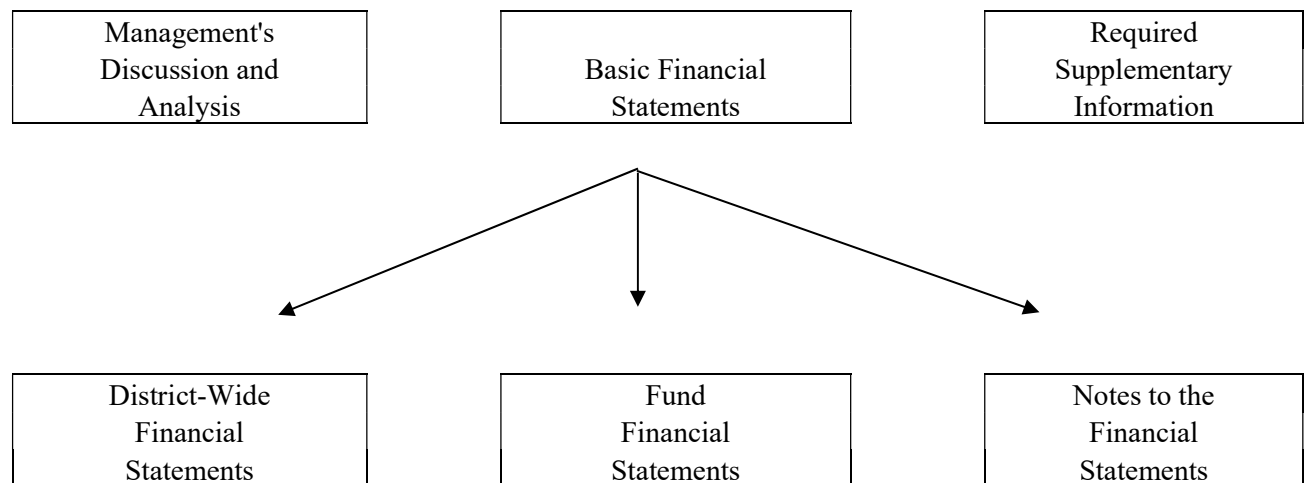 Management's
Discussion and
Analysis
Basic Financial
Statements
Required
Supplementary
Information
District-Wide
Financial
Statements
Fund
Financial
Statements
Notes to the
Financial
Statements